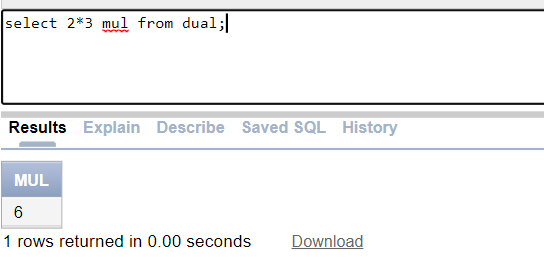 select 2*3 mul from dual;
Results Explain Describe Saved SQL History
MUL
6
1 rows returned in 0.00 seconds Download